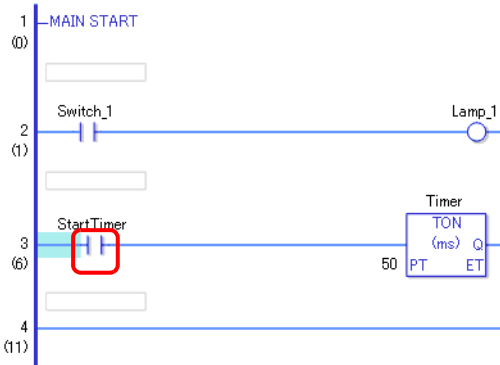 1 MAIN START
(0)
Switch_1 Lamp_1
2
(1)
Timer
StartTimer TON
3 (ms) Q
(6) 50 PT ET
4
(11)